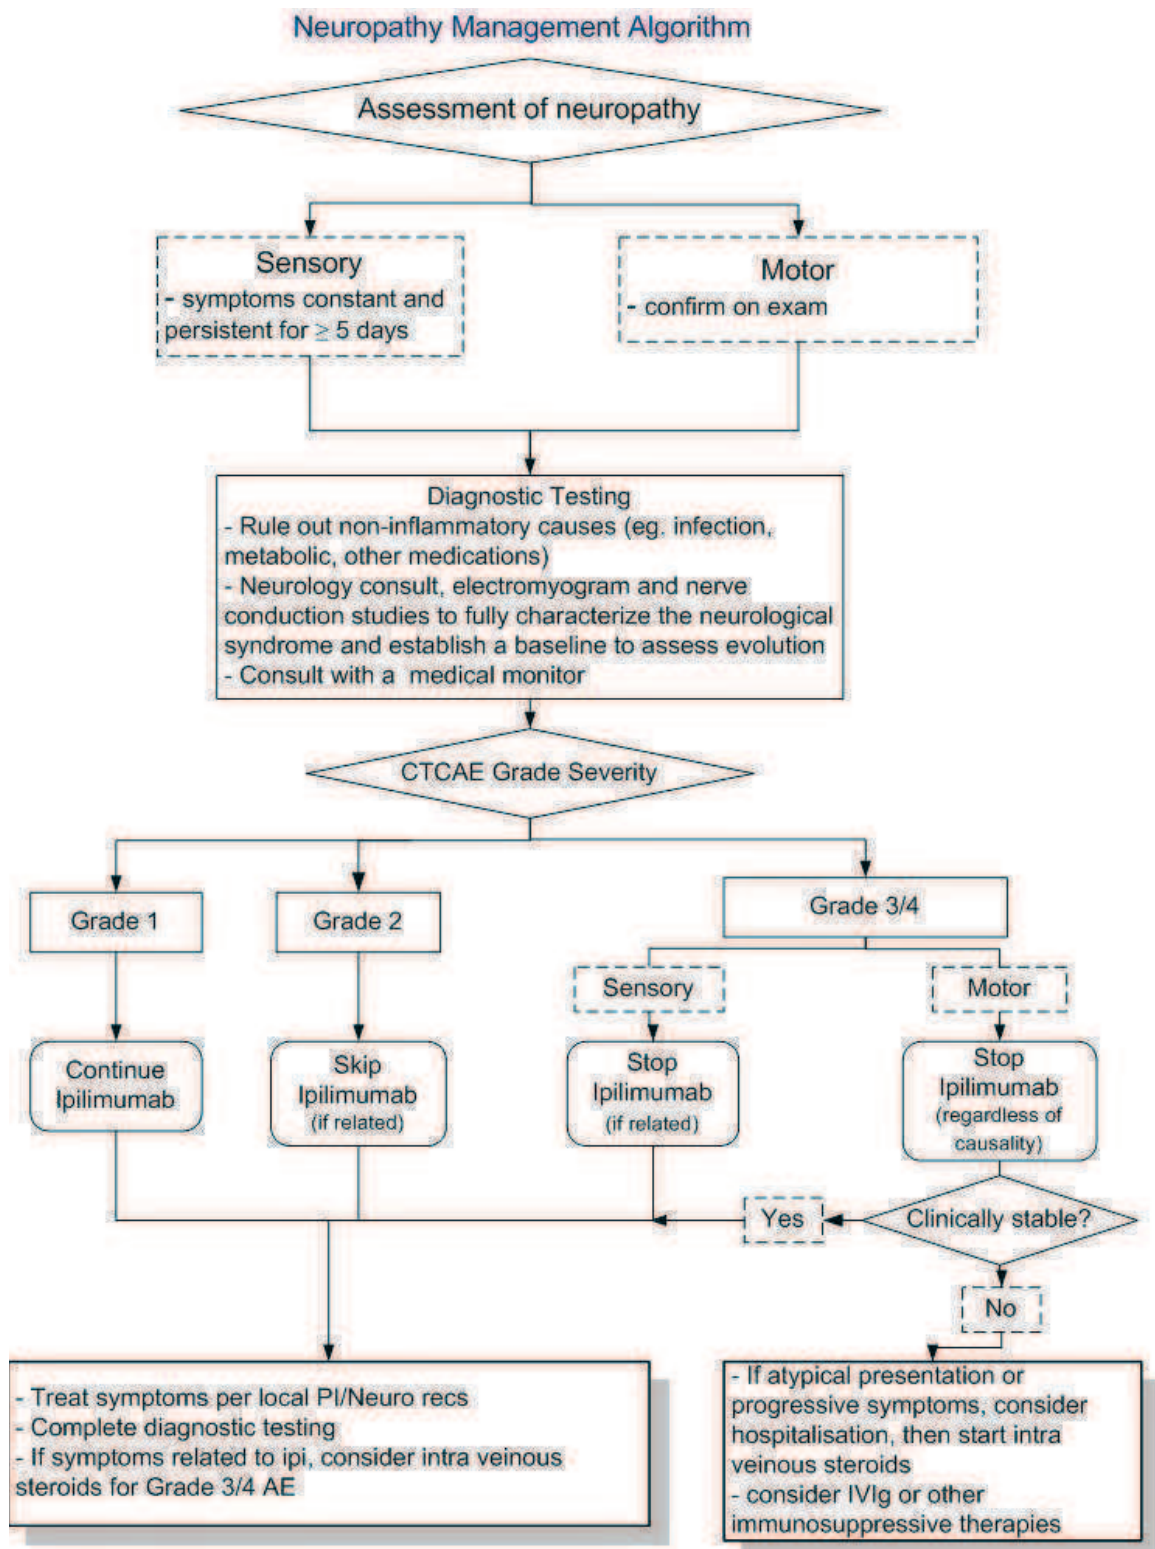 Neuropathy Management Algorithm
Assessment of neuropathy
Sensory
- symptoms constant and
persistent for ≥ 5 days
Motor
- confirm on exam
Diagnostic Testing
- Rule out non-inflammatory causes (eg. infection,
metabolic, other medications)
- Neurology consult, electromyogram and nerve
conduction studies to fully characterize the neurological
syndrome and establish a baseline to assess evolution
- Consult with a medical monitor
CTCAE Grade Severity
Grade 1
Grade 2
Grade 3/4
Sensory
Motor
Continue
Ipilimumab
Skip
Ipilimumab
(if related)
Stop
Ipilimumab
(if related)
Stop
Ipilimumab
(regardless of
causality)
Yes
Clinically stable?
No
- Treat symptoms per local PI/Neuro recs
- Complete diagnostic testing
- If symptoms related to ipi, consider intra veinous
steroids for Grade 3/4 AE
- If atypical presentation or
progressive symptoms, consider
hospitalisation, then start intra
veinous steroids
- consider IVIg or other
immunosuppressive therapies